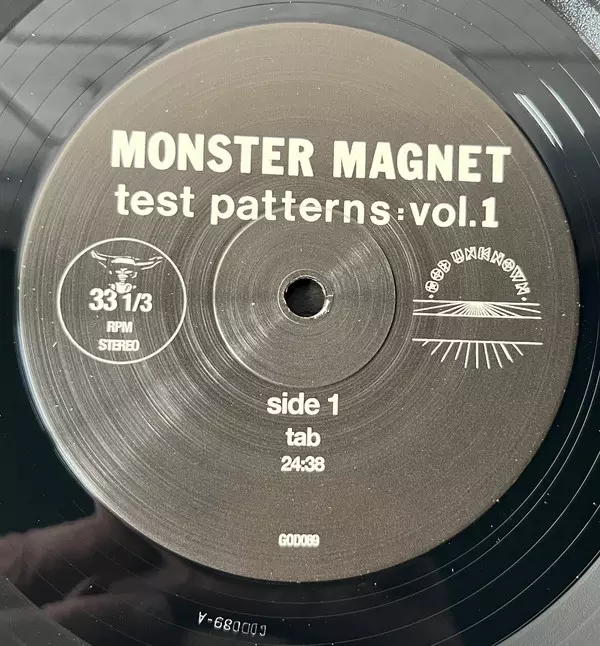 MONSTER MAGNET
test patterns:vol.1
GOD UNKNOWN
33 1/3
RPM
STEREO
side 1
tab
24:38
GOD089
GOD089-A